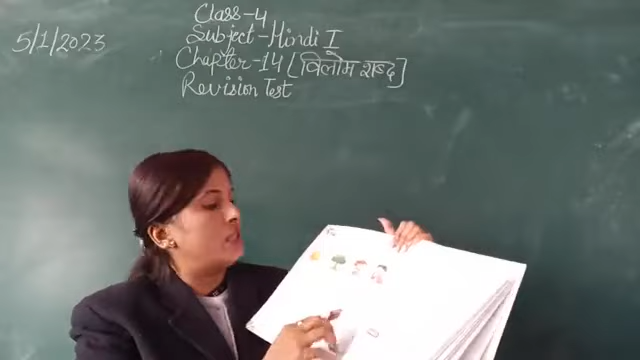 5/1/2023
Class-4
Subject-Hindi I
Chapter-14 [विलोम शब्द]
Revision Test